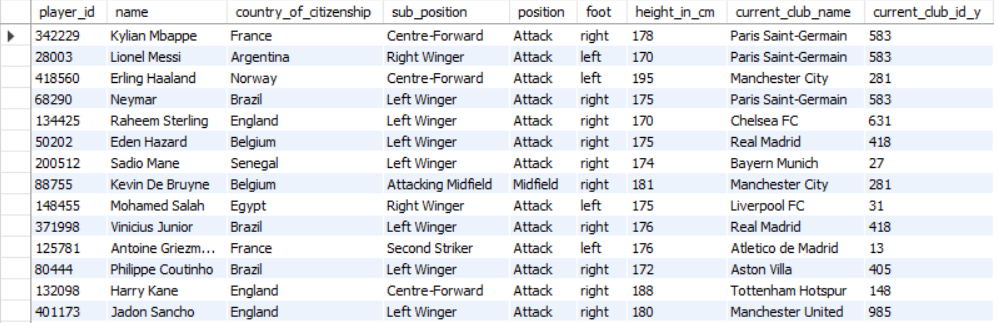 player_id name country_of_citizenship sub_position position foot height_in_cm current_club_name current_club_id_y
342229 Kylian Mbappe France Centre-Forward Attack right 178 Paris Saint-Germain 583
28003 Lionel Messi Argentina Right Winger Attack left 170 Paris Saint-Germain 583
418560 Erling Haaland Norway Centre-Forward Attack left 195 Manchester City 281
68290 Neymar Brazil Left Winger Attack right 175 Paris Saint-Germain 583
134425 Raheem Sterling England Left Winger Attack right 170 Chelsea FC 631
50202 Eden Hazard Belgium Left Winger Attack right 175 Real Madrid 418
200512 Sadio Mane Senegal Left Winger Attack right 174 Bayern Munich 27
88755 Kevin De Bruyne Belgium Attacking Midfield Midfield right 181 Manchester City 281
148455 Mohamed Salah Egypt Right Winger Attack left 175 Liverpool FC 31
371998 Vinicius Junior Brazil Left Winger Attack right 176 Real Madrid 418
125781 Antoine Griezm... France Second Striker Attack left 176 Atletico de Madrid 13
80444 Philippe Coutinho Brazil Left Winger Attack right 172 Aston Villa 405
132098 Harry Kane England Centre-Forward Attack right 188 Tottenham Hotspur 148
401173 Jadon Sancho England Left Winger Attack right 180 Manchester United 985